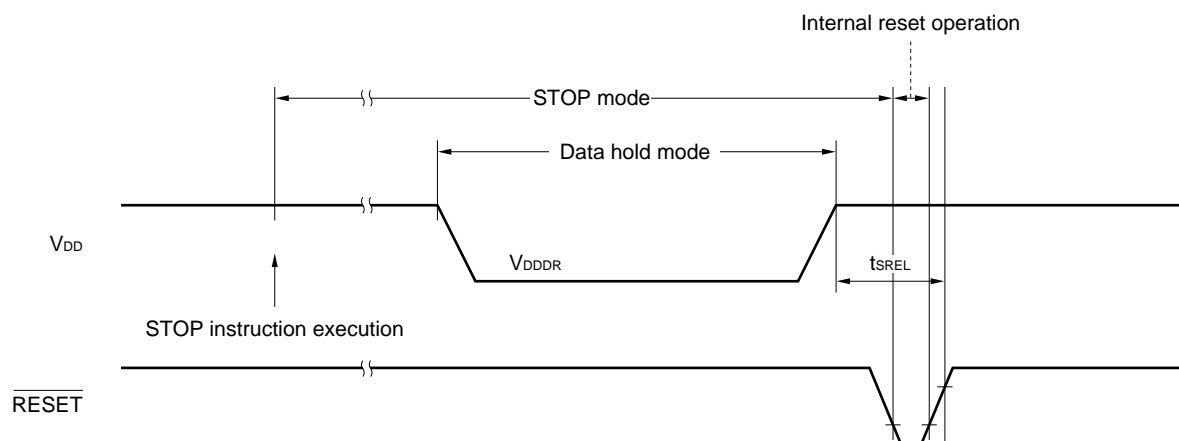 Internal reset operation
STOP mode
Data hold mode
VDD
VDDDR
tSREL
STOP instruction execution
RESET